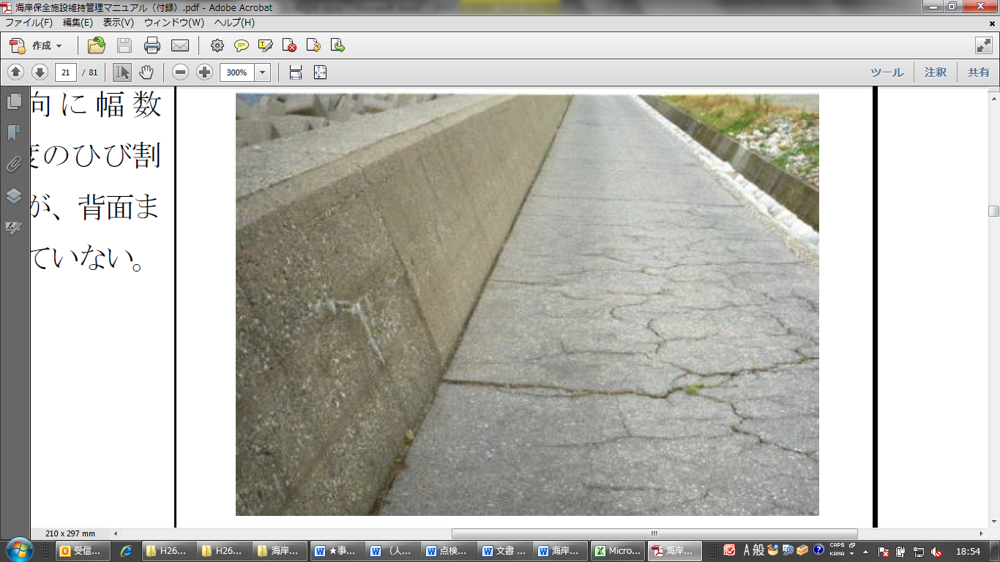 海岸保全施設維持管理マニュアル（付録）.pdf - Adobe Acrobat
ファイル(F) 編集(E) 表示(V) ウィンドウ(W) ヘルプ(H)
作成
21 / 81 300% ツール 注釈 共有
向に幅数
度のひび割
が、背面ま
ていない。
210 x 297 mm
受信... H26... H26... 海岸... ★事... （人... 点検... 文書... 海岸... Micro... 海岸... A 般 CAPS KANA 18:54